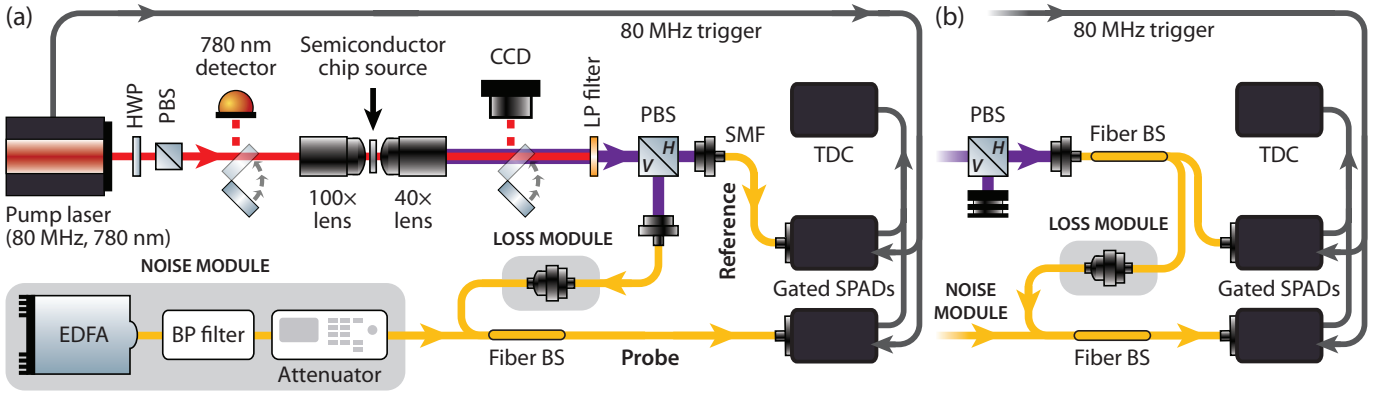 (a)
80 MHz trigger
780 nm
detector
Semiconductor
chip source
CCD
HWP
PBS
LP filter
PBS
H
V
SMF
TDC
Pump laser
(80 MHz, 780 nm)
100×
lens
40×
lens
LOSS MODULE
Reference
Gated SPADs
NOISE MODULE
EDFA
BP filter
Attenuator
Fiber BS
Probe
(b)
80 MHz trigger
PBS
H
V
Fiber BS
TDC
LOSS MODULE
Gated SPADs
NOISE
MODULE
Fiber BS